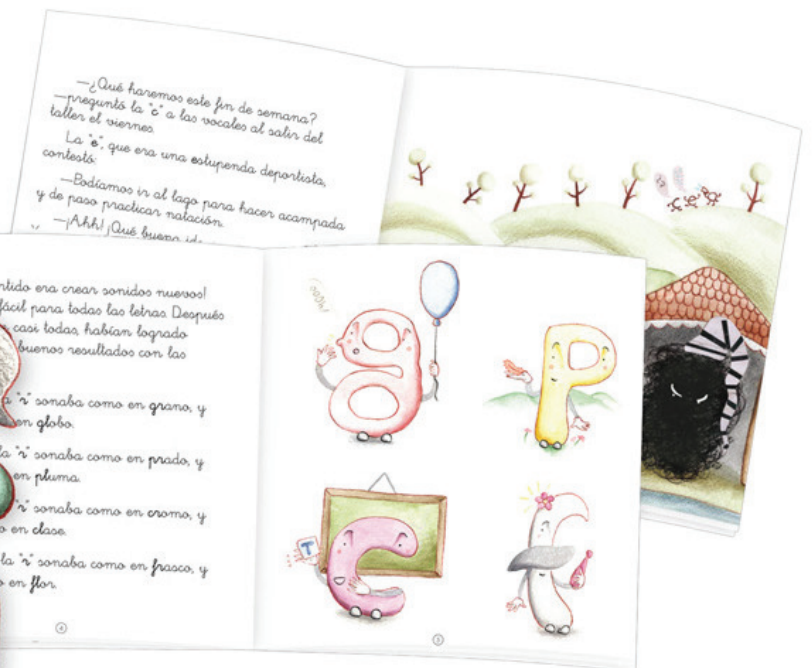 —¿Qué haremos este fin de semana?
—preguntó la "c" a las vocales al salir del
taller el viernes.
La "e", que era una estupenda deportista,
contestó:
—Podíamos ir al lago para hacer acampada
y de paso practicar natación.
—¡Ahh! ¡Qué buena
era crear sonidos nuevos!
fácil para todas las letras. Después
casi todas, habían logrado
buenos resultados con las
"r" sonaba como en grano, y
en globo.
la "r" sonaba como en prado, y
en pluma.
"r" sonaba como en cromo, y
en clase.
la "r" sonaba como en frasco, y
en flor.
4
T
5